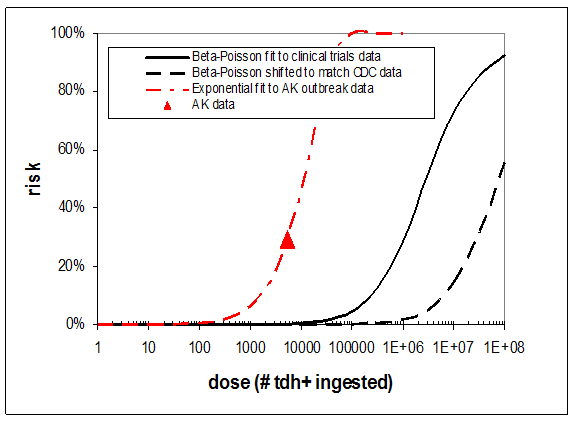 100%
80%
60%
40%
20%
0%
risk
Beta-Poisson fit to clinical trials data
Beta-Poisson shifted to match CDC data
Exponential fit to AK outbreak data
AK data
1 10 100 1000 10000 100000 1E+06 1E+07 1E+08
dose (# tdh+ ingested)